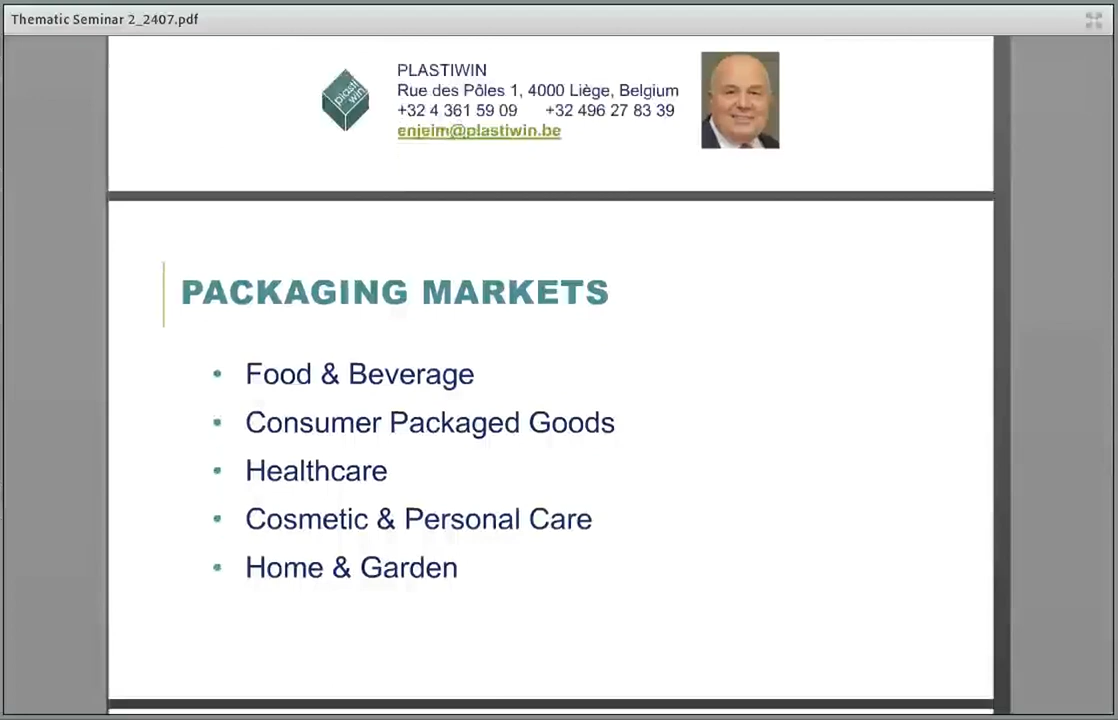 Thematic Seminar 2_2407.pdf
plasti
win
PLASTIWIN
Rue des Pôles 1, 4000 Liège, Belgium
+32 4 361 59 09 +32 496 27 83 39
enjeim@plastiwin.be
PACKAGING MARKETS
• Food & Beverage
• Consumer Packaged Goods
• Healthcare
• Cosmetic & Personal Care
• Home & Garden